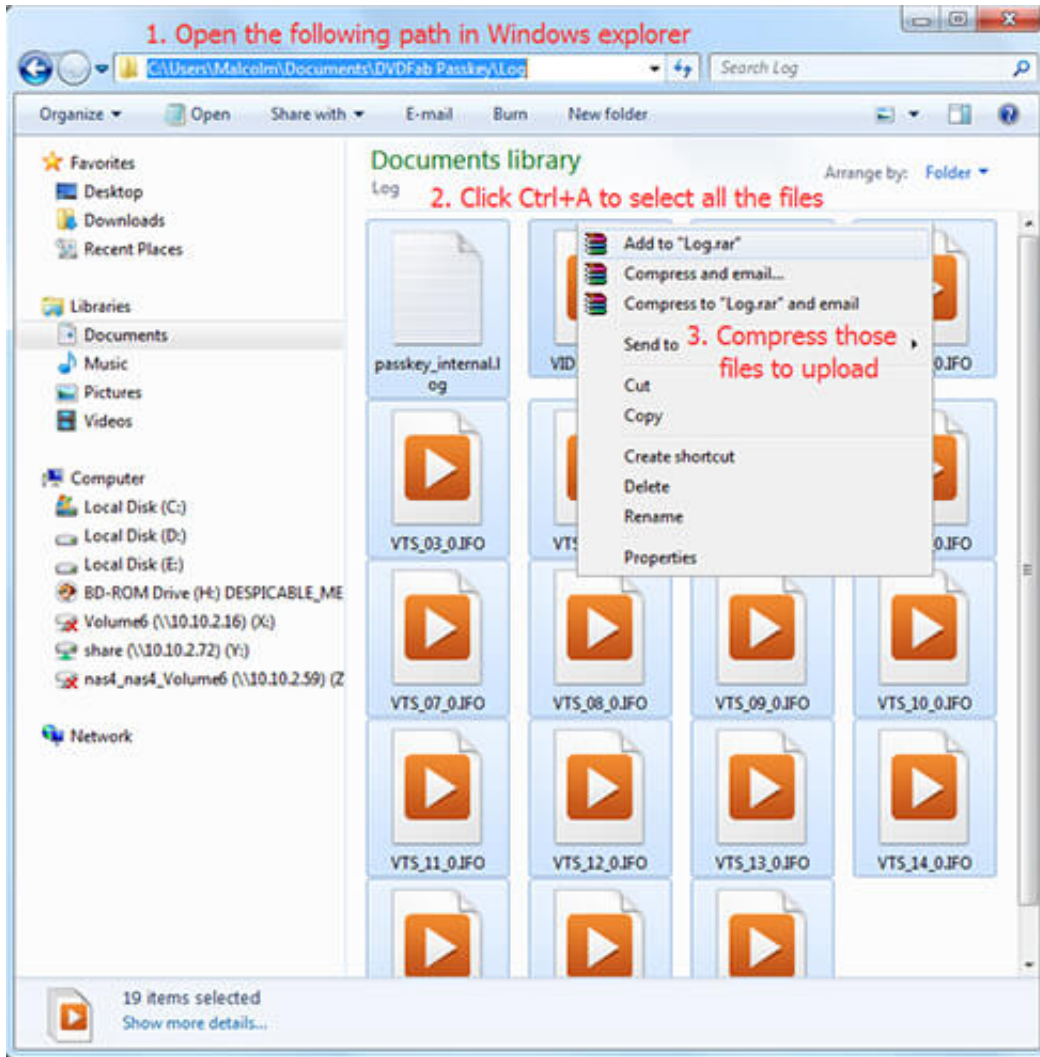 1. Open the following path in Windows explorer
C:\Users\Malcolm\Documents\DVDFab Passkey\Log
Search Log
Organize
Open
Share with
E-mail
Burn
New folder
Favorites
Desktop
Downloads
Recent Places
Libraries
Documents
Music
Pictures
Videos
Computer
Local Disk (C:)
Local Disk (D:)
Local Disk (E:)
BD-ROM Drive (H:) DESPICABLE_ME
Volume6 (\\10.10.2.16) (X:)
share (\\10.10.2.72) (Y:)
nas4_nas4_Volume6 (\\10.10.2.59) (Z
Network
Documents library
Log
Arrange by: Folder
2. Click Ctrl+A to select all the files
passkey_internal.l
og
VID
0.IFO
Add to "Log.rar"
Compress and email...
Compress to "Log.rar" and email
Send to
3. Compress those
files to upload
Cut
Copy
Create shortcut
Delete
Rename
Properties
VTS_03_0.IFO
VTS
0.IFO
VTS_07_0.IFO
VTS_08_0.IFO
VTS_09_0.IFO
VTS_10_0.IFO
VTS_11_0.IFO
VTS_12_0.IFO
VTS_13_0.IFO
VTS_14_0.IFO
19 items selected
Show more details...